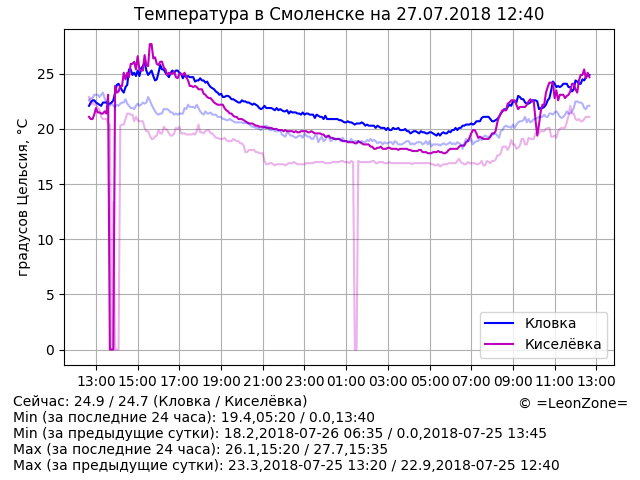 Температура в Смоленске на 27.07.2018 12:40
градусов Цельсия, °C
25
20
15
10
5
0
Кловка
Киселёвка
13:00 15:00 17:00 19:00 21:00 23:00 01:00 03:00 05:00 07:00 09:00 11:00 13:00
© =LeonZone=
Сейчас: 24.9 / 24.7 (Кловка / Киселёвка)
Min (за последние 24 часа): 19.4,05:20 / 0.0,13:40
Min (за предыдущие сутки): 18.2,2018-07-26 06:35 / 0.0,2018-07-25 13:45
Max (за последние 24 часа): 26.1,15:20 / 27.7,15:35
Max (за предыдущие сутки): 23.3,2018-07-25 13:20 / 22.9,2018-07-25 12:40